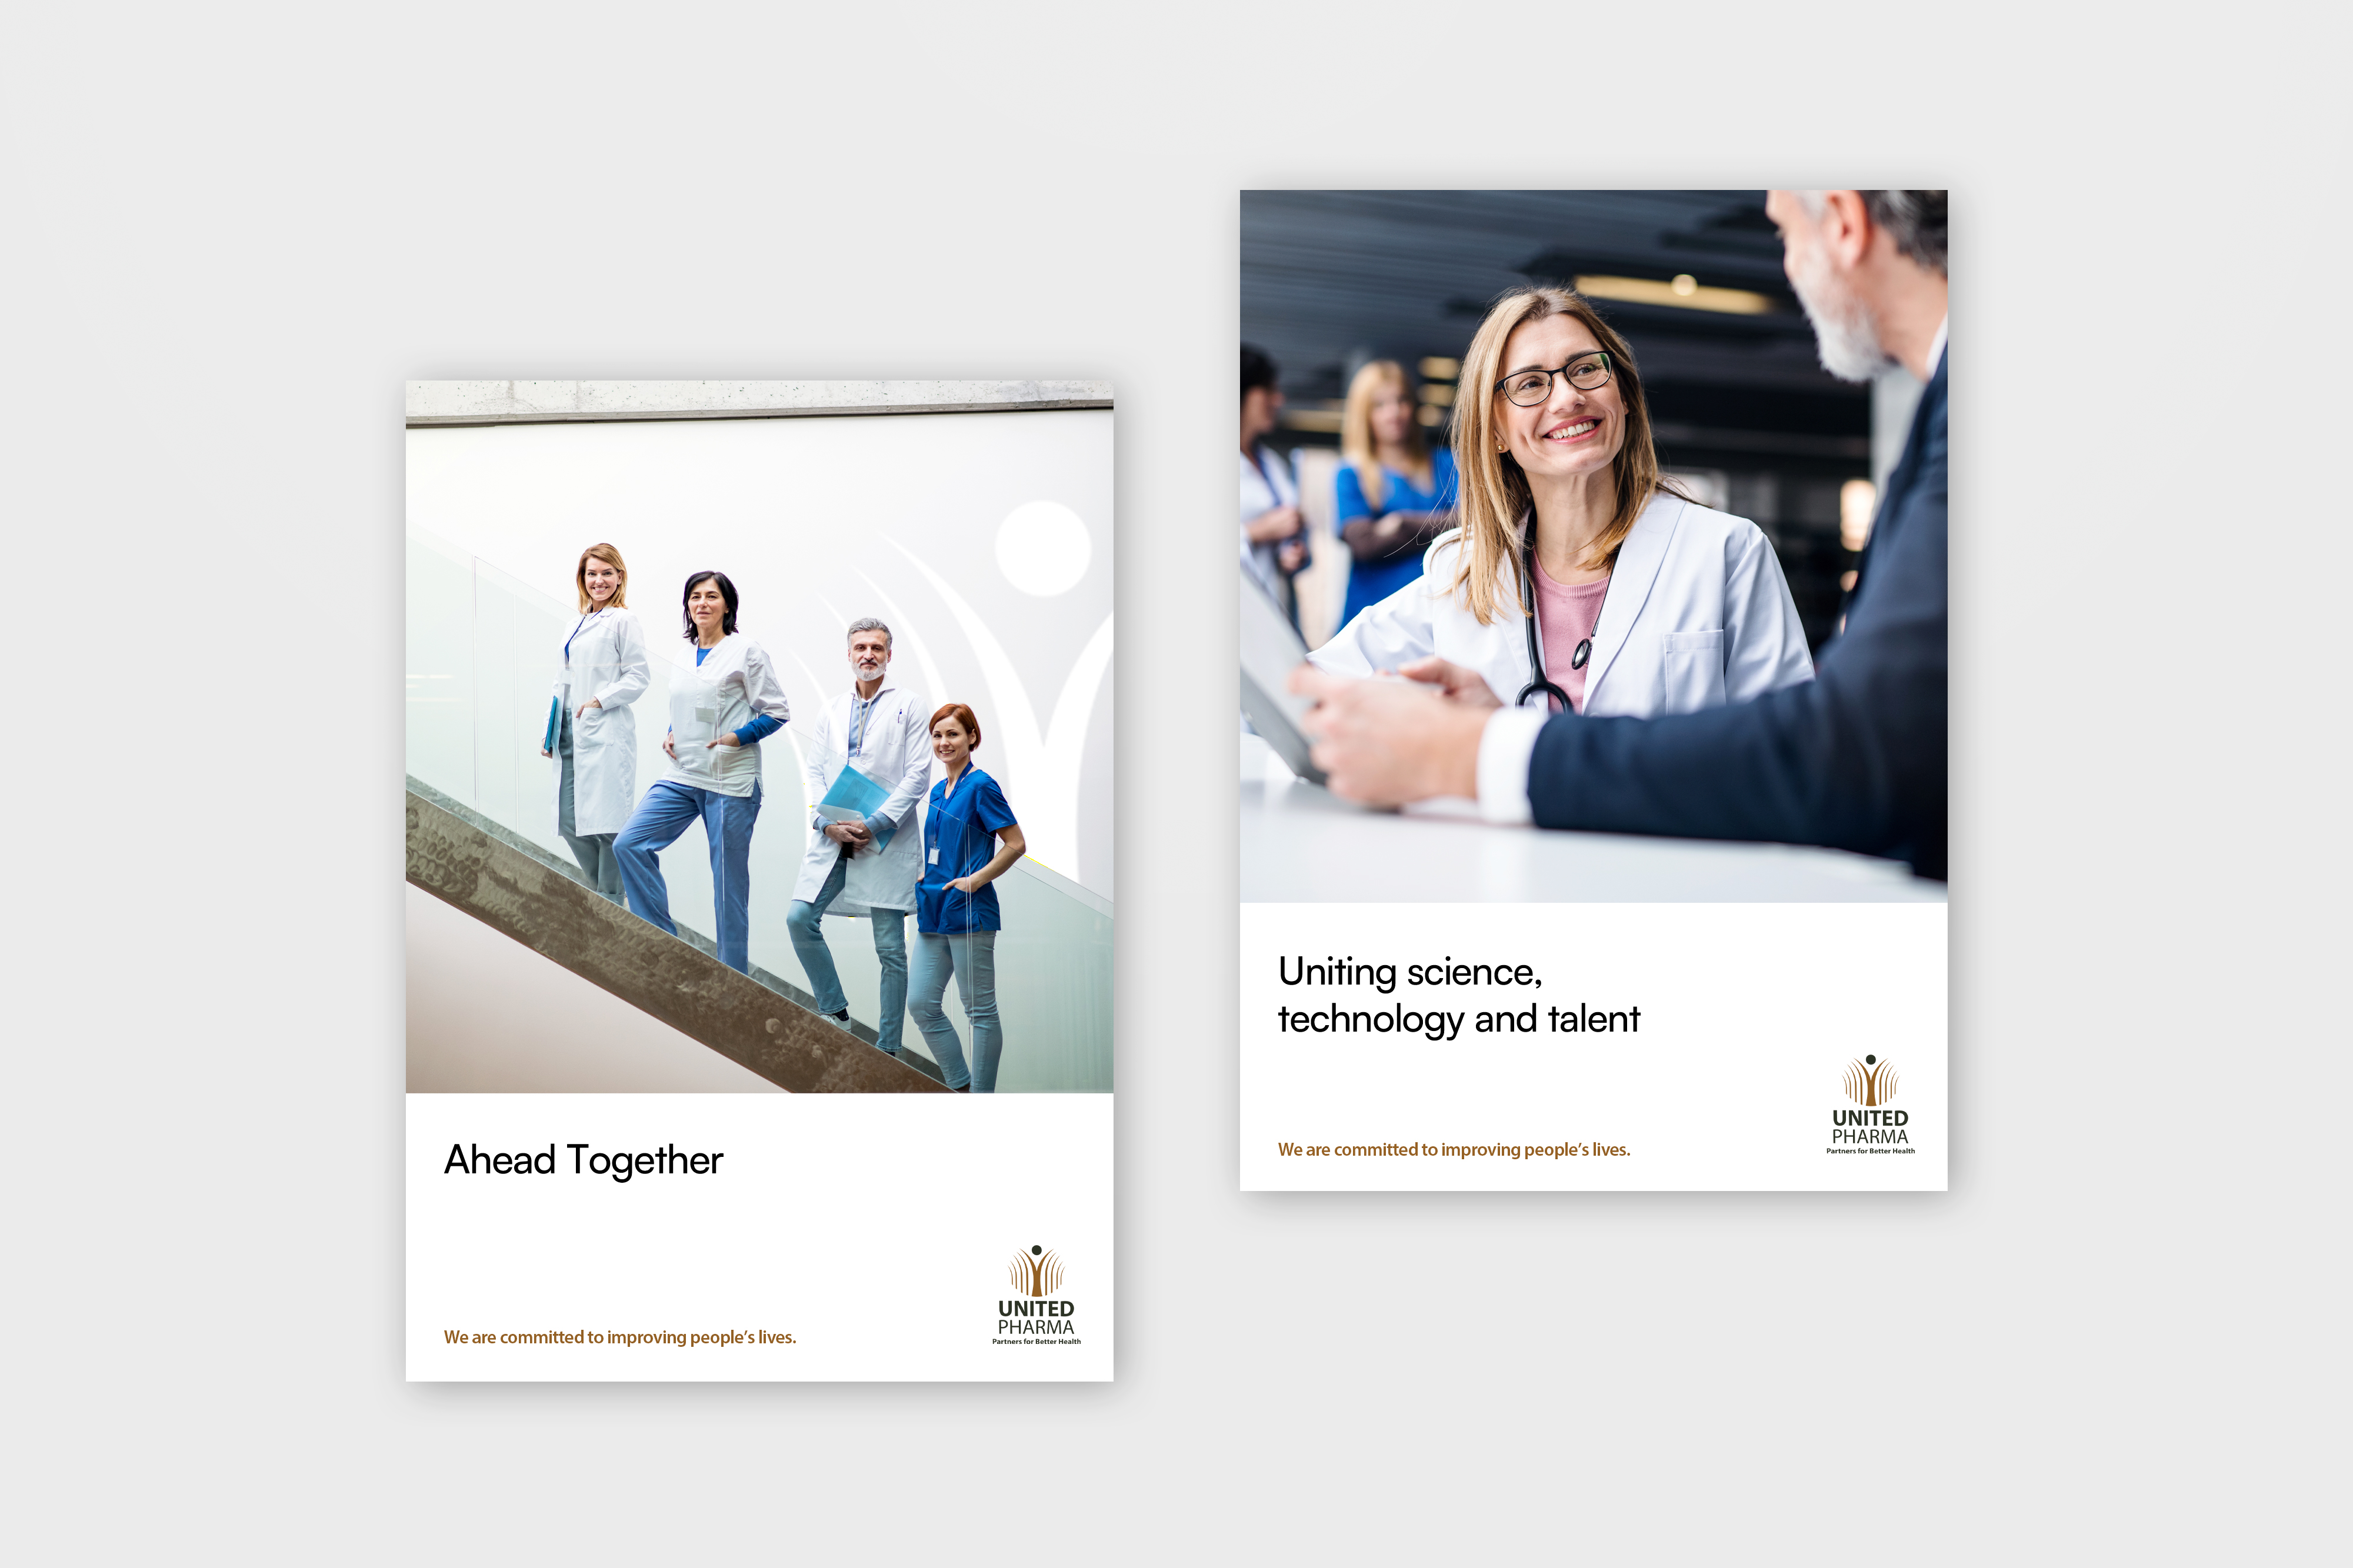 Ahead Together
We are committed to improving people's lives.
UNITED
PHARMA
Partners for Better Health
Uniting science,
technology and talent
We are committed to improving people's lives.
UNITED
PHARMA
Partners for Better Health